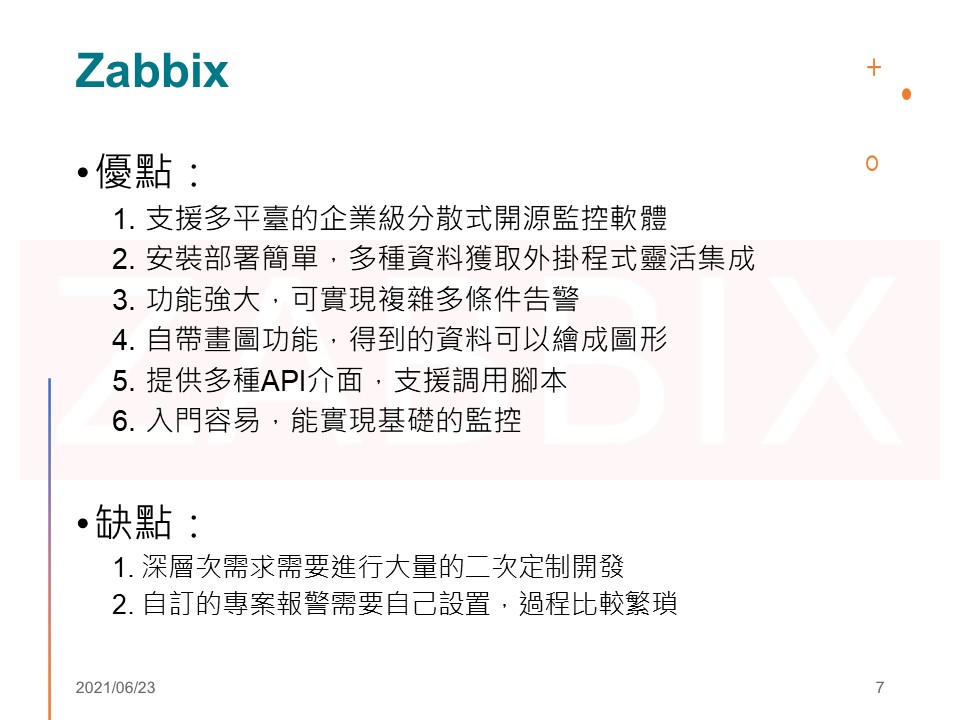 Zabbix
•優點：
1. 支援多平臺的企業級分散式開源監控軟體
2. 安裝部署簡單，多種資料獲取外掛程式靈活集成
3. 功能強大，可實現複雜多條件告警
4. 自帶畫圖功能，得到的資料可以繪成圖形
5. 提供多種API介面，支援調用腳本
6. 入門容易，能實現基礎的監控
ZABBIX
•缺點：
1. 深層次需求需要進行大量的二次定制開發
2. 自訂的專案報警需要自己設置，過程比較繁瑣
2021/06/23
7